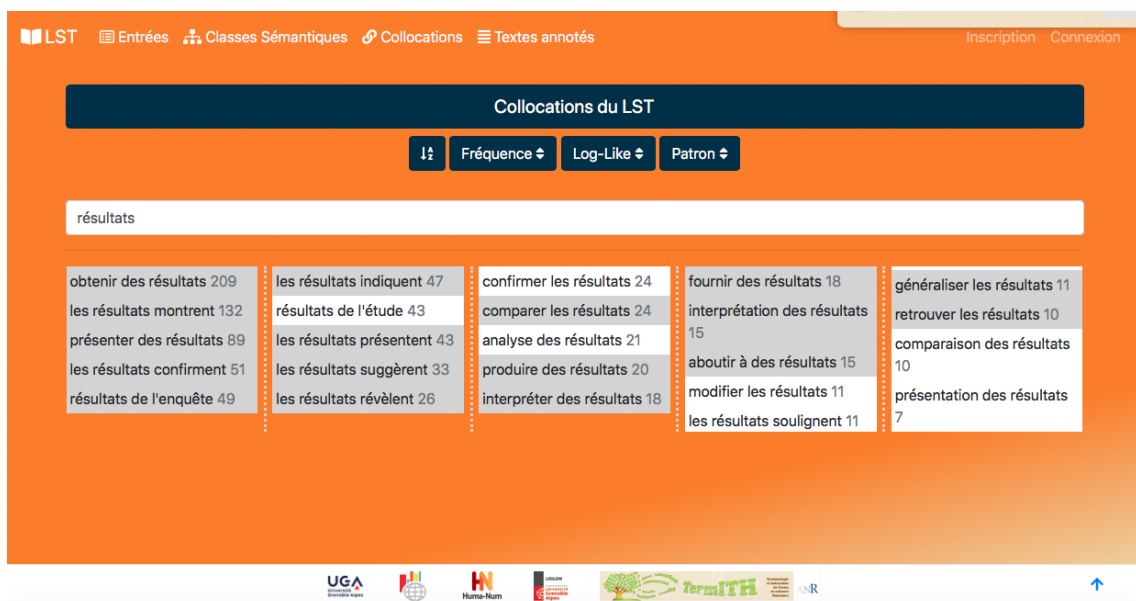 LST Entrées Classes Sémantiques Collocations Textes annotés Inscription Connexion
Collocations du LST
Fréquence Log-Like Patron
résultats
obtenir des résultats 209
les résultats montrent 132
présenter des résultats 89
les résultats confirment 51
résultats de l'enquête 49
les résultats indiquent 47
résultats de l'étude 43
les résultats présentent 43
les résultats suggèrent 33
les résultats révèlent 26
confirmer les résultats 24
comparer les résultats 24
analyse des résultats 21
produire des résultats 20
interpréter des résultats 18
fournir des résultats 18
interprétation des résultats
15
aboutir à des résultats 15
modifier les résultats 11
les résultats soulignent 11
généraliser les résultats 11
retrouver les résultats 10
comparaison des résultats
10
présentation des résultats
7
UGA
Université
Grenoble Alpes
HN
Huma-Num
LIDILEM
TermITH
ANR